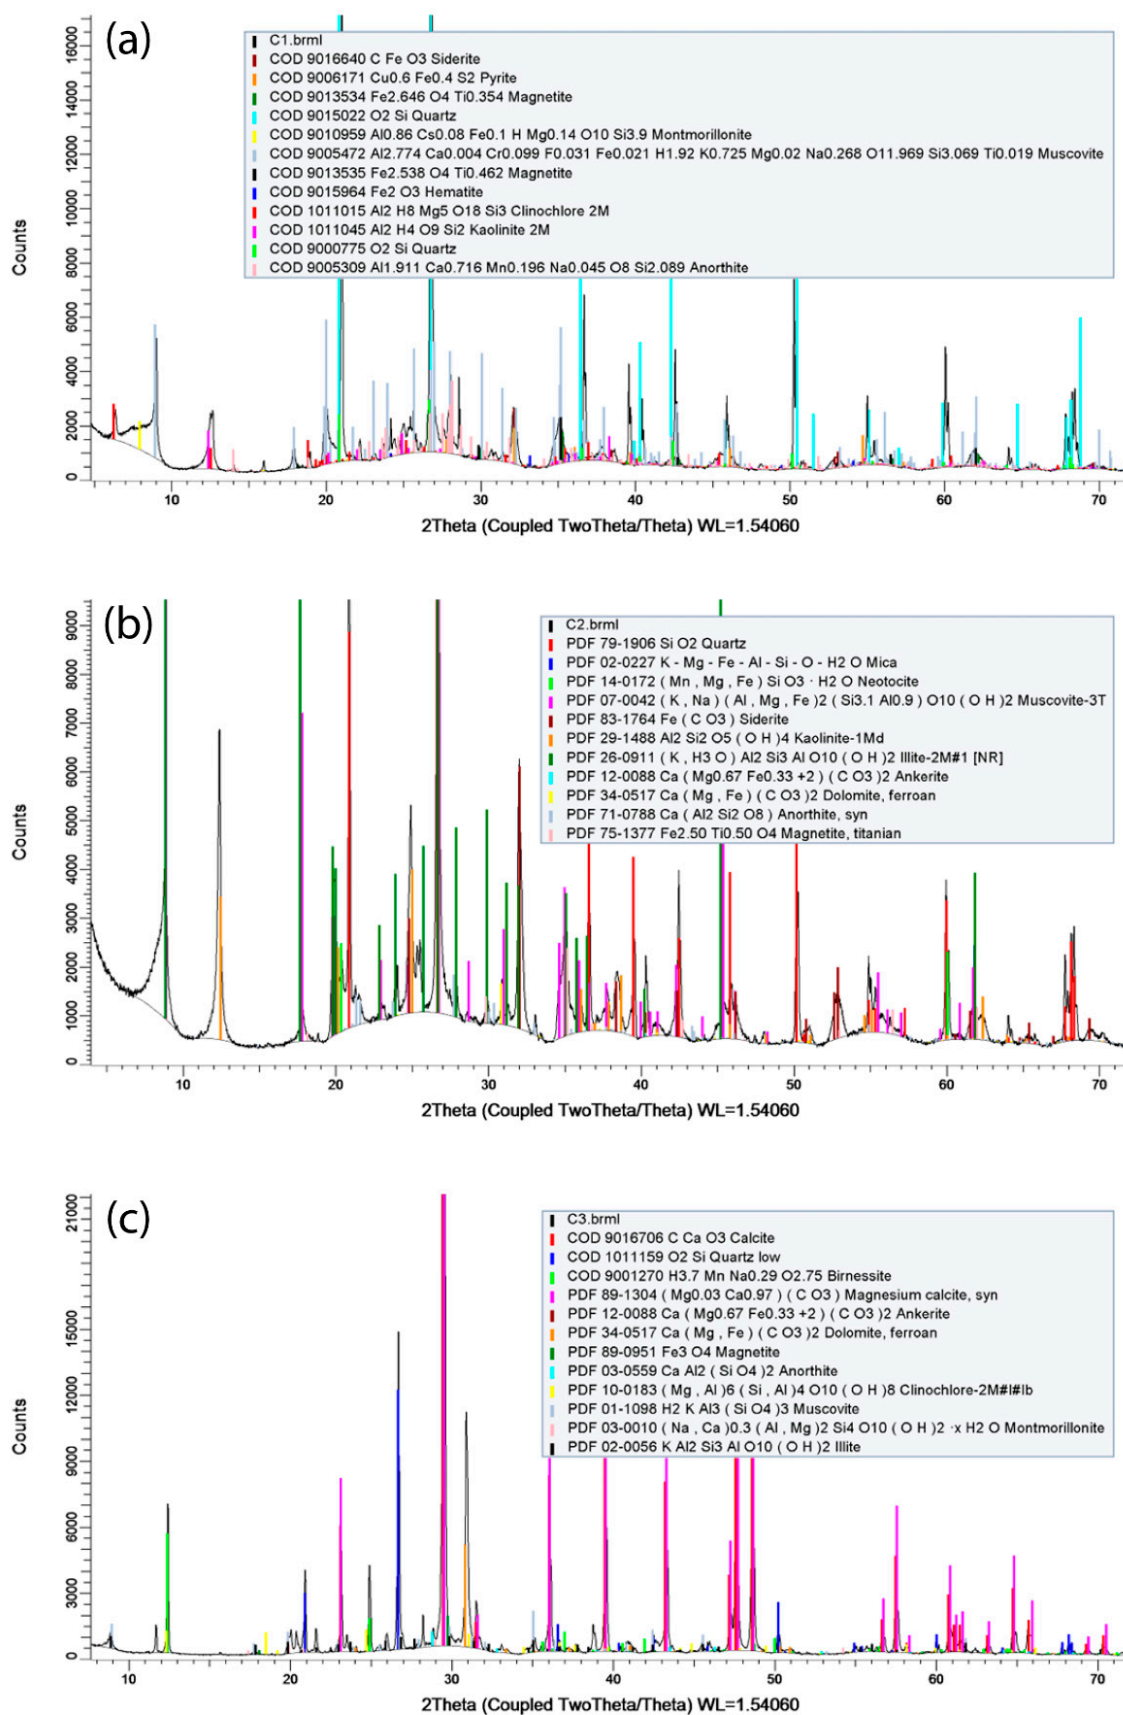 (a)
C1.brml
COD 9016640 C Fe O3 Siderite
COD 9006171 Cu0.6 Fe0.4 S2 Pyrite
COD 9013534 Fe2.646 O4 Ti0.354 Magnetite
COD 9015022 O2 Si Quartz
COD 9010959 Al0.86 Cs0.08 Fe0.1 H Mg0.14 O10 Si3.9 Montmorillonite
COD 9005472 Al2.774 Ca0.004 Cr0.099 F0.031 Fe0.021 H1.92 K0.725 Mg0.02 Na0.268 O11.969 Si3.069 Ti0.019 Muscovite
COD 9013535 Fe2.538 O4 Ti0.462 Magnetite
COD 9015964 Fe2 O3 Hematite
COD 1011015 Al2 H8 Mg5 O18 Si3 Clinochlore 2M
COD 1011045 Al2 H4 O9 Si2 Kaolinite 2M
COD 9000775 O2 Si Quartz
COD 9005309 Al1.911 Ca0.716 Mn0.196 Na0.045 O8 Si2.089 Anorthite
Counts
16000
14000
12000
10000
8000
6000
4000
2000
0
10 20 30 40 50 60 70
2Theta (Coupled TwoTheta/Theta) WL=1.54060
(b)
C2.brml
PDF 79-1906 Si O2 Quartz
PDF 02-0227 K - Mg - Fe - Al - Si - O - H2 O Mica
PDF 14-0172 ( Mn , Mg , Fe ) Si O3 · H2 O Neotocite
PDF 07-0042 ( K , Na ) ( Al , Mg , Fe )2 ( Si3.1 Al0.9 ) O10 ( O H )2 Muscovite-3T
PDF 83-1764 Fe ( C O3 ) Siderite
PDF 29-1488 Al2 Si2 O5 ( O H )4 Kaolinite-1Md
PDF 26-0911 ( K , H3 O ) Al2 Si3 Al O10 ( O H )2 Illite-2M#1 [NR]
PDF 12-0088 Ca ( Mg0.67 Fe0.33 +2 ) ( C O3 )2 Ankerite
PDF 34-0517 Ca ( Mg , Fe ) ( C O3 )2 Dolomite, ferroan
PDF 71-0788 Ca ( Al2 Si2 O8 ) Anorthite, syn
PDF 75-1377 Fe2.50 Ti0.50 O4 Magnetite, titanian
Counts
9000
8000
7000
6000
5000
4000
3000
2000
1000
0
10 20 30 40 50 60 70
2Theta (Coupled TwoTheta/Theta) WL=1.54060
(c)
C3.brml
COD 9016706 C Ca O3 Calcite
COD 1011159 O2 Si Quartz low
COD 9001270 H3.7 Mn Na0.29 O2.75 Birnessite
PDF 89-1304 ( Mg0.03 Ca0.97 ) ( C O3 ) Magnesium calcite, syn
PDF 12-0088 Ca ( Mg0.67 Fe0.33 +2 ) ( C O3 )2 Ankerite
PDF 34-0517 Ca ( Mg , Fe ) ( C O3 )2 Dolomite, ferroan
PDF 89-0951 Fe3 O4 Magnetite
PDF 03-0559 Ca Al2 ( Si O4 )2 Anorthite
PDF 10-0183 ( Mg , Al )6 ( Si , Al )4 O10 ( O H )8 Clinochlore-2M#I#Ib
PDF 01-1098 H2 K Al3 ( Si O4 )3 Muscovite
PDF 03-0010 ( Na , Ca )0.3 ( Al , Mg )2 Si4 O10 ( O H )2 ·x H2 O Montmorillonite
PDF 02-0056 K Al2 Si3 Al O10 ( O H )2 Illite
Counts
21000
15000
12000
9000
6000
3000
0
10 20 30 40 50 60 70
2Theta (Coupled TwoTheta/Theta) WL=1.54060